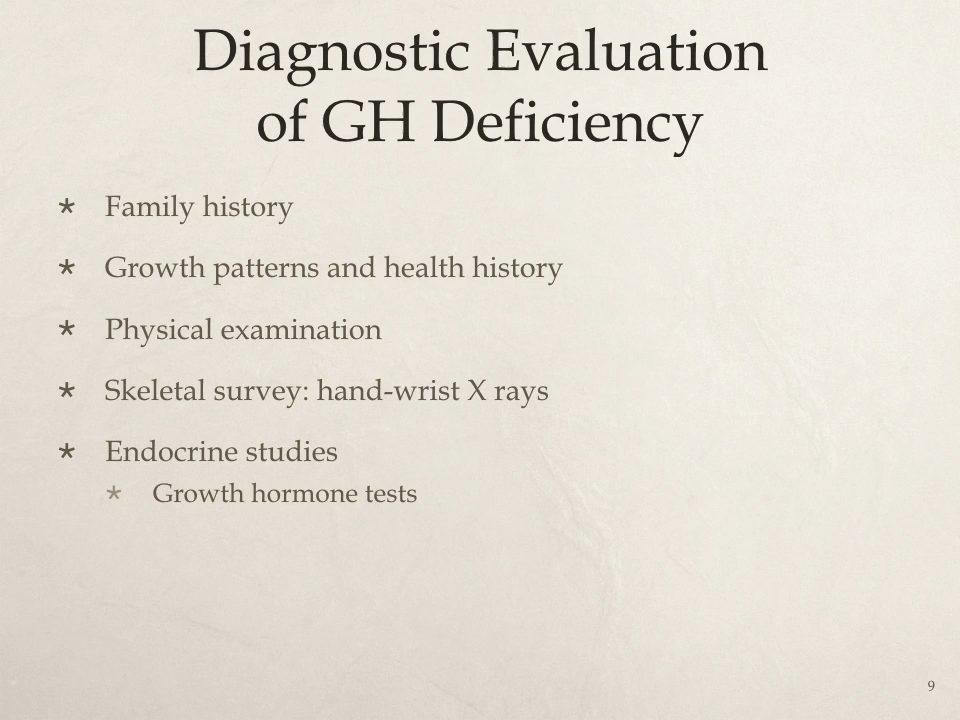 Diagnostic Evaluation
of GH Deficiency
* Family history
* Growth patterns and health history
* Physical examination
* Skeletal survey: hand-wrist X rays
* Endocrine studies
* Growth hormone tests
9